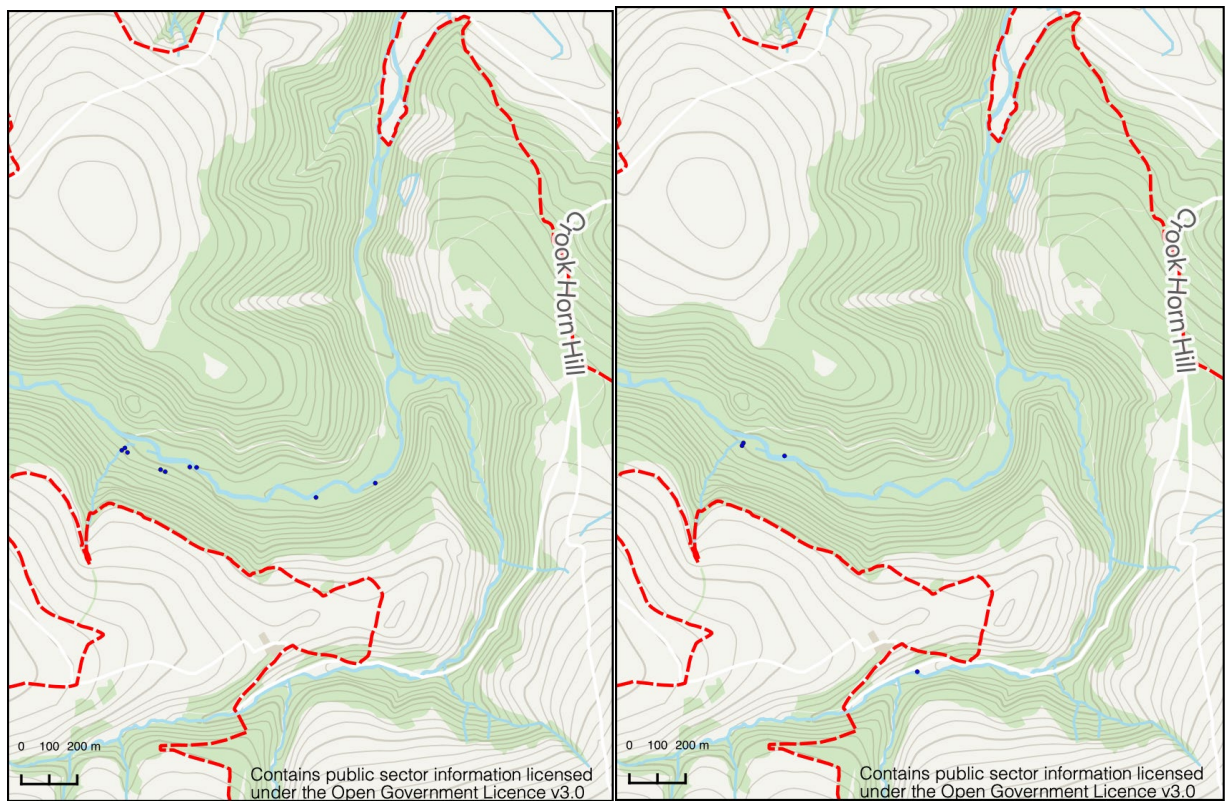 Crook Horn Hill
0 100 200 m
Contains public sector information licensed
under the Open Government Licence v3.0
Crook Horn Hill
0 100 200 m
Contains public sector information licensed
under the Open Government Licence v3.0